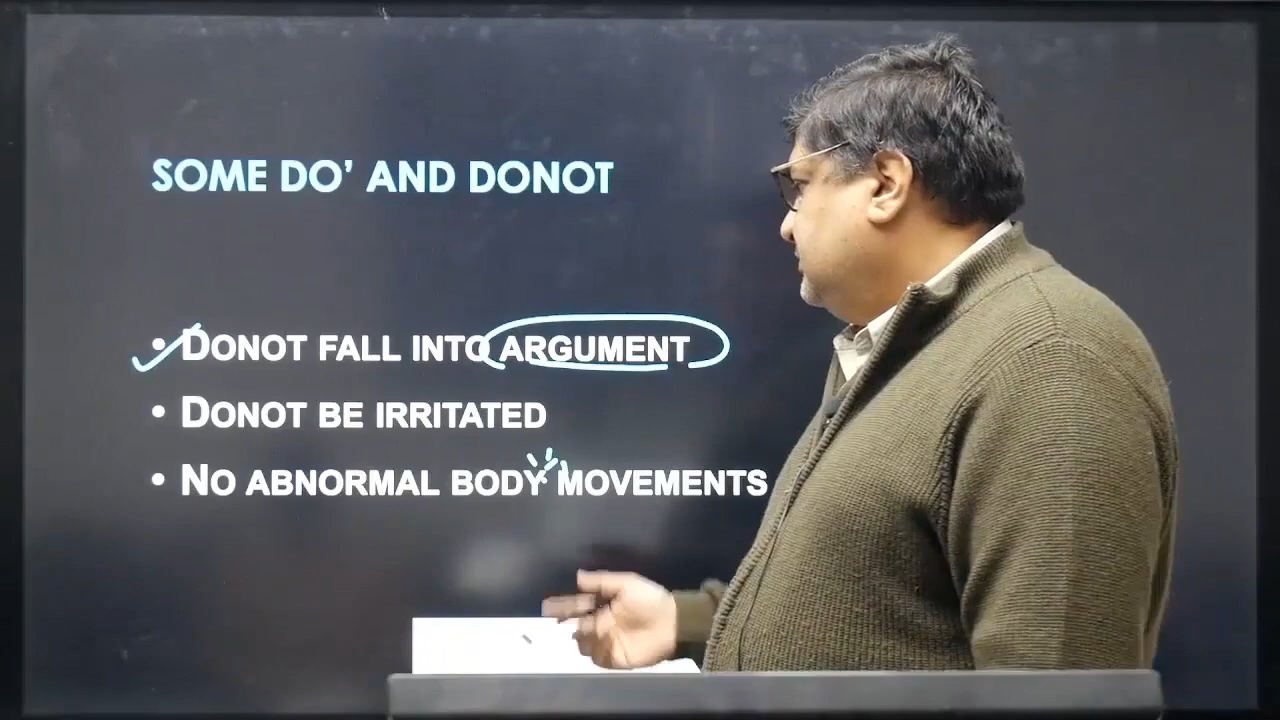 SOME DO' AND DONOT
• DONOT FALL INTO ARGUMENT
• DONOT BE IRRITATED
• NO ABNORMAL BODY MOVEMENTS